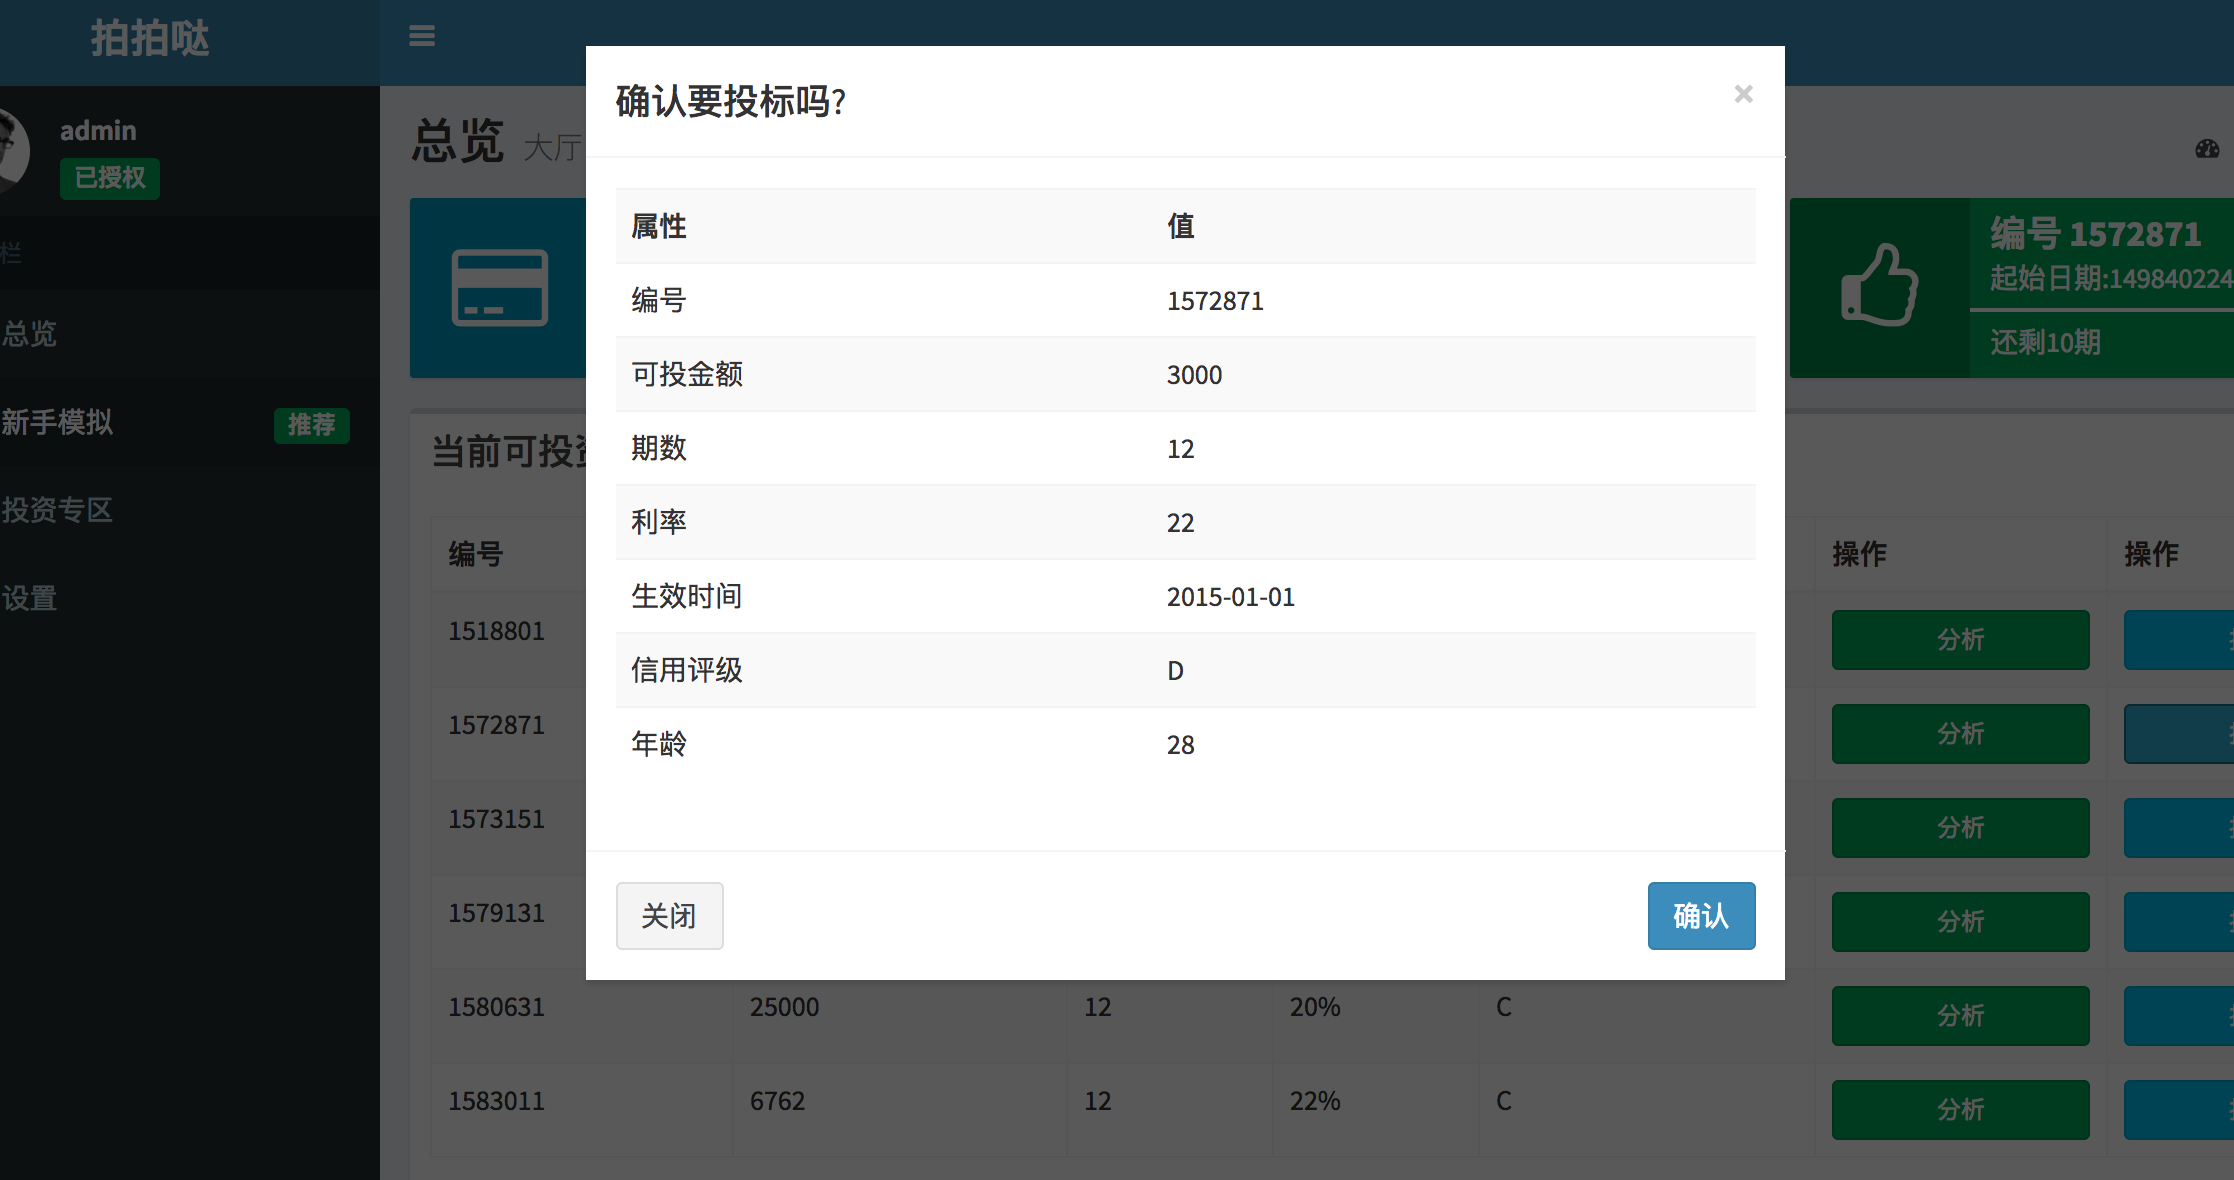 拍拍哒
admin
已授权
栏
总览
新手模拟 推荐
投资专区
设置
总览 大厅
编号 1572871
起始日期:149840224
还剩10期
当前可投
编号 操作 操作
1518801 分析
1572871 分析
1573151 分析
1579131 分析
1580631 25000 12 20% C 分析
1583011 6762 12 22% C 分析
确认要投标吗?
×
属性 值
编号 1572871
可投金额 3000
期数 12
利率 22
生效时间 2015-01-01
信用评级 D
年龄 28
关闭 确认